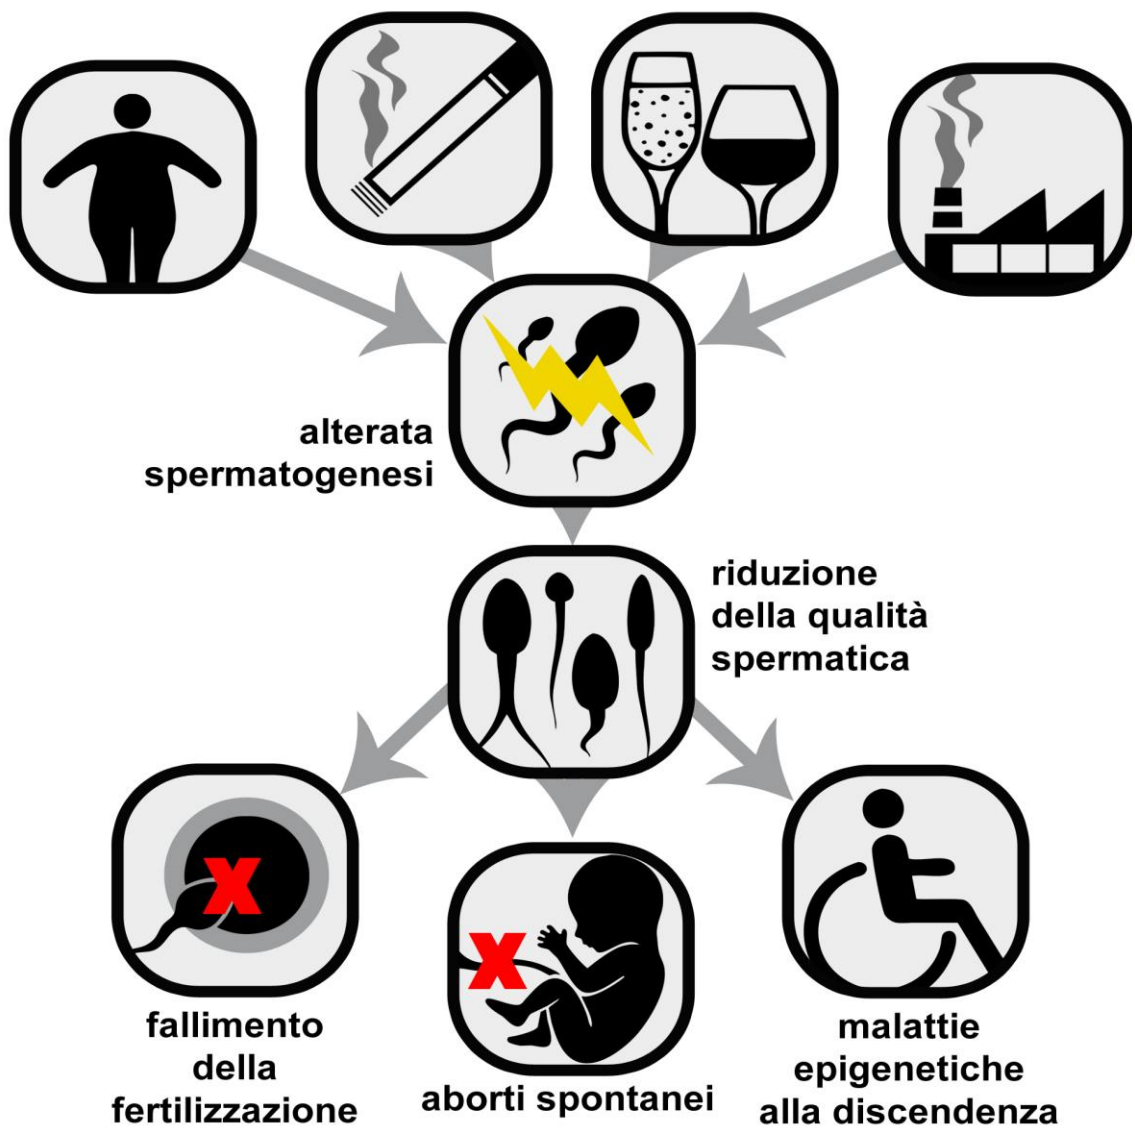 alterata
spermatogenesi
riduzione
della qualità
spermatica
fallimento
della
fertilizzazione
aborti spontanei
malattie
epigenetiche
alla discendenza